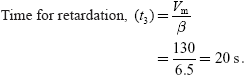 Time for retardation, (t₃) = Vₘ/β
= 130/6.5 = 20 s.